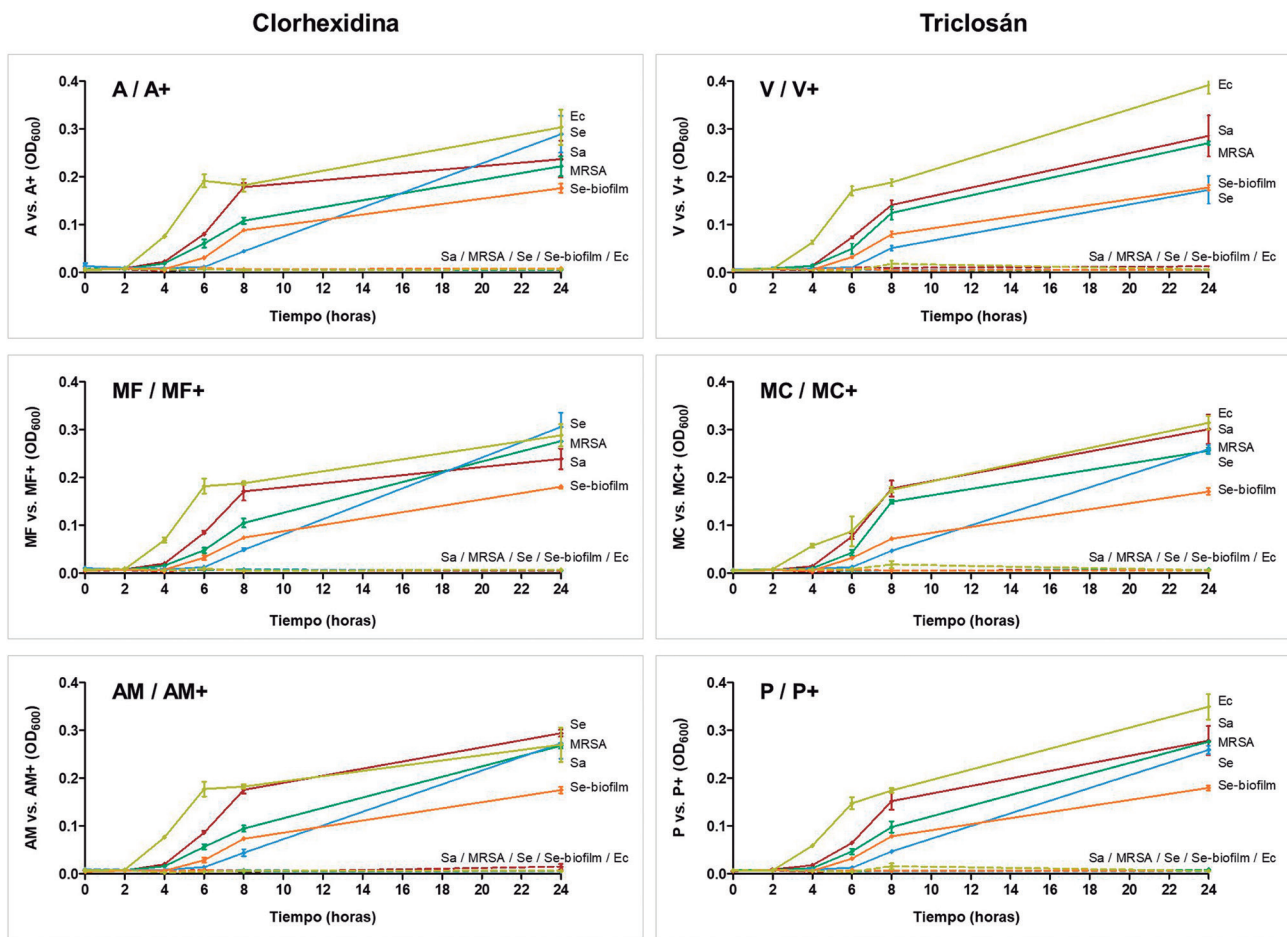 Clorhexidina
Triclosán
A / A+
A vs. A+ (OD600)
0.4
0.3
0.2
0.1
0.0
Ec
Se
Sa
MRSA
Se-biofilm
Sa / MRSA / Se / Se-biofilm / Ec
0 2 4 6 8 10 12 14 16 18 20 22 24
Tiempo (horas)
V / V+
V vs. V+ (OD600)
0.4
0.3
0.2
0.1
0.0
Ec
Sa
MRSA
Se-biofilm
Se
Sa / MRSA / Se / Se-biofilm / Ec
0 2 4 6 8 10 12 14 16 18 20 22 24
Tiempo (horas)
MF / MF+
MF vs. MF+ (OD600)
0.4
0.3
0.2
0.1
0.0
Se
MRSA
Sa
Se-biofilm
Sa / MRSA / Se / Se-biofilm / Ec
0 2 4 6 8 10 12 14 16 18 20 22 24
Tiempo (horas)
MC / MC+
MC vs. MC+ (OD600)
0.4
0.3
0.2
0.1
0.0
Ec
Sa
MRSA
Se
Se-biofilm
Sa / MRSA / Se / Se-biofilm / Ec
0 2 4 6 8 10 12 14 16 18 20 22 24
Tiempo (horas)
AM / AM+
AM vs. AM+ (OD600)
0.4
0.3
0.2
0.1
0.0
Se
MRSA
Sa
Se-biofilm
Sa / MRSA / Se / Se-biofilm / Ec
0 2 4 6 8 10 12 14 16 18 20 22 24
Tiempo (horas)
P / P+
P vs. P+ (OD600)
0.4
0.3
0.2
0.1
0.0
Ec
Sa
MRSA
Se
Se-biofilm
Sa / MRSA / Se / Se-biofilm / Ec
0 2 4 6 8 10 12 14 16 18 20 22 24
Tiempo (horas)